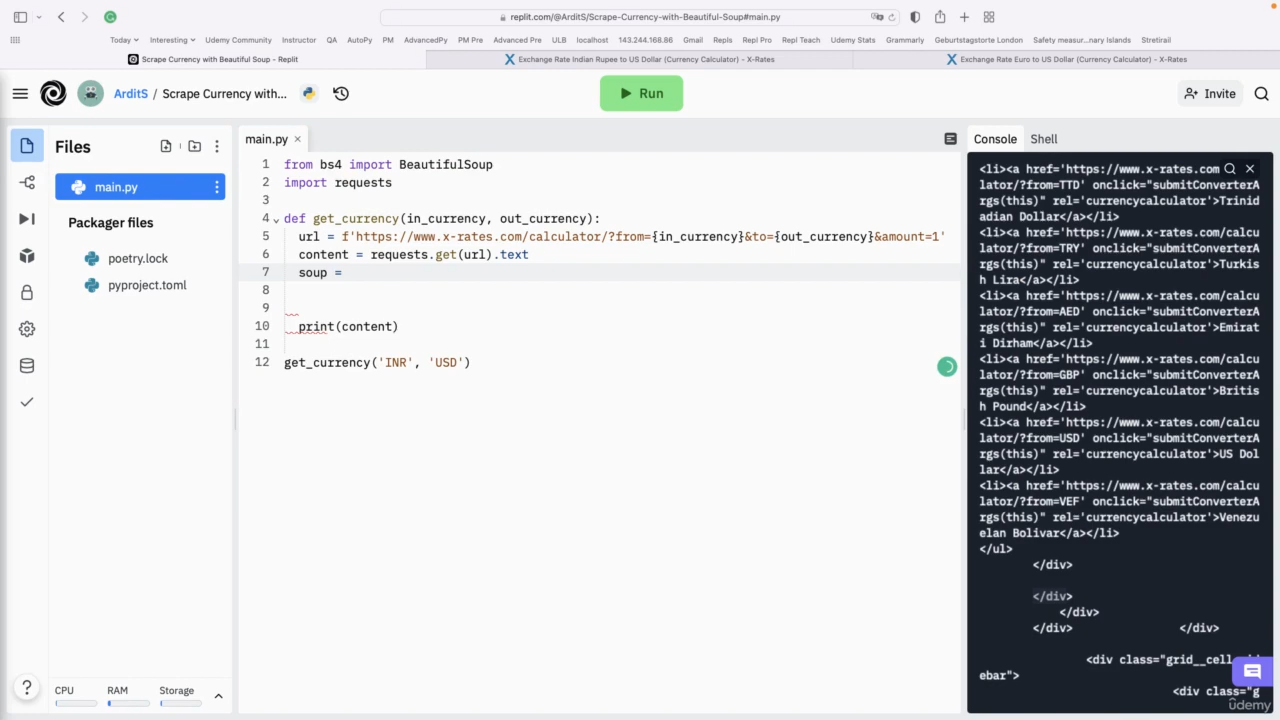 replit.com/@ArditS/Scrape-Currency-with-Beautiful-Soup#main.py
Today Interesting Udemy Community Instructor QA AutoPy PM AdvancedPy PM Pre Advanced Pre ULB localhost 143.244.168.86 Gmail Repls Repl Pro Repl Teach Udemy Stats Grammarly Geburtstagstorte London Safety measur...nary Islands Stretirail
Scrape Currency with Beautiful Soup - Replit
Exchange Rate Indian Rupee to US Dollar (Currency Calculator) - X-Rates
Exchange Rate Euro to US Dollar (Currency Calculator) - X-Rates
ArditS / Scrape Currency with...
Run
Invite
Files
main.py
Packager files
poetry.lock
pyproject.toml
CPU RAM Storage
?
main.py
1 from bs4 import BeautifulSoup
2 import requests
3
4 def get_currency(in_currency, out_currency):
5 url = f'https://www.x-rates.com/calculator/?from={in_currency}&to={out_currency}&amount=1'
6 content = requests.get(url).text
7 soup =
8
9
10 print(content)
11
12 get_currency('INR', 'USD')
Console Shell
<li><a href='https://www.x-rates.com
lator/?from=TTD' onclick="submitConverterA
rgs(this)" rel='currencycalculator'>Trinid
adian Dollar</a></li>
<li><a href='https://www.x-rates.com/calcu
lator/?from=TRY' onclick="submitConverterA
rgs(this)" rel='currencycalculator'>Turkis
h Lira</a></li>
<li><a href='https://www.x-rates.com/calcu
lator/?from=AED' onclick="submitConverterA
rgs(this)" rel='currencycalculator'>Emirat
i Dirham</a></li>
<li><a href='https://www.x-rates.com/calcu
lator/?from=GBP' onclick="submitConverterA
rgs(this)" rel='currencycalculator'>Britis
h Pound</a></li>
<li><a href='https://www.x-rates.com/calcu
lator/?from=USD' onclick="submitConverterA
rgs(this)" rel='currencycalculator'>US Dol
lar</a></li>
<li><a href='https://www.x-rates.com/calcu
lator/?from=VEF' onclick="submitConverterA
rgs(this)" rel='currencycalculator'>Venezu
elan Bolivar</a></li>
</ul>
</div>
</div>
</div>
</div> </div>
<div class="grid__cell
ebar">
<div class="g
udemy